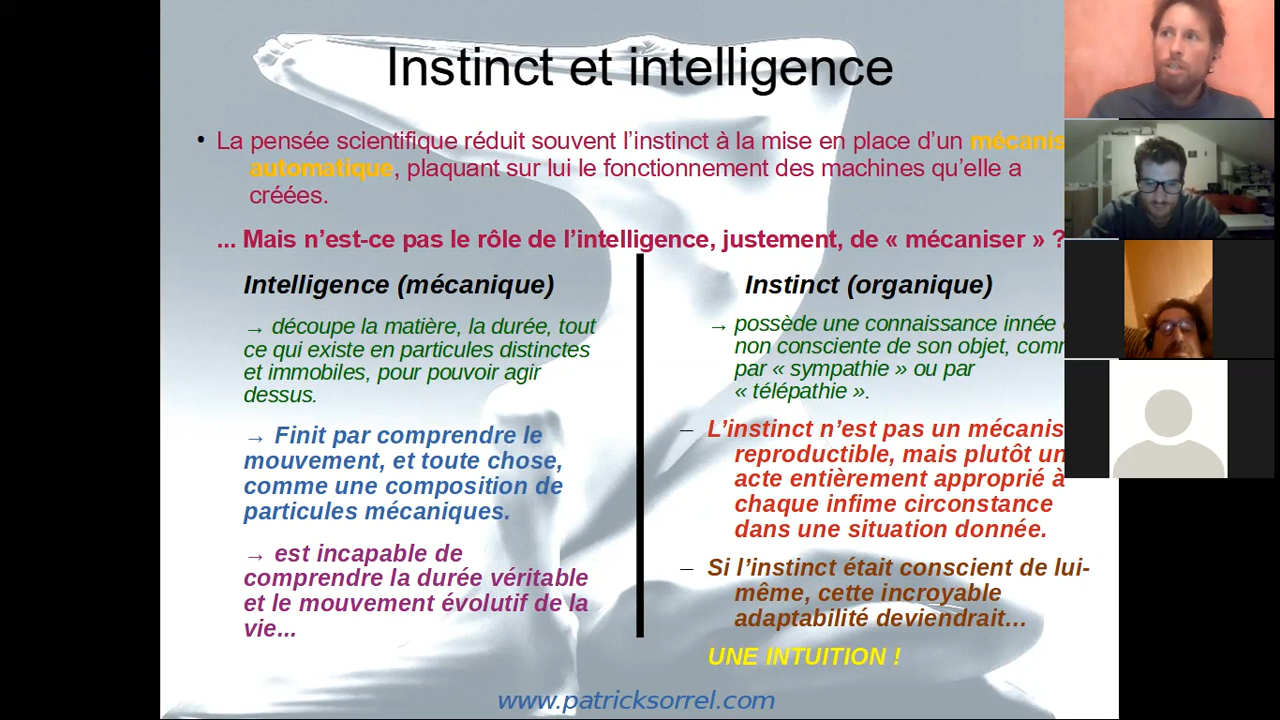 Instinct et intelligence
• La pensée scientifique réduit souvent l’instinct à la mise en place d’un
automatique, plaquant sur lui le fonctionnement des machines qu’elle a
créées.
... Mais n’est-ce pas le rôle de l’intelligence, justement, de « mécaniser » ?
Intelligence (mécanique)
→ découpe la matière, la durée, tout
ce qui existe en particules distinctes
et immobiles, pour pouvoir agir
dessus.
→ Finit par comprendre le
mouvement, et toute chose,
comme une composition de
particules mécaniques.
→ est incapable de
comprendre la durée véritable
et le mouvement évolutif de la
vie...
Instinct (organique)
→ possède une connaissance innée
non consciente de son objet,
par « sympathie » ou par
« télépathie ».
– L’instinct n’est pas un
reproductible, mais plutôt un
acte entièrement approprié à
chaque infime circonstance
dans une situation donnée.
– Si l’instinct était conscient de lui-
même, cette incroyable
adaptabilité deviendrait…
UNE INTUITION !
www.patricksorrel.com